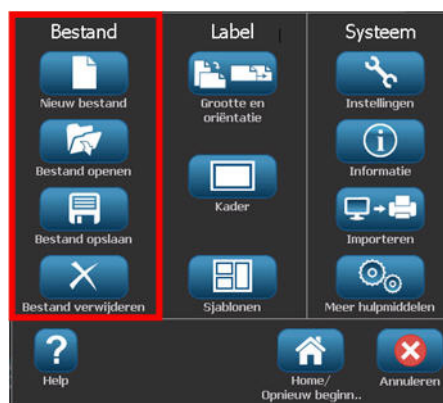 Bestand
Nieuw bestand
Bestand openen
Bestand opslaan
Bestand verwijderen
Label
Grootte en
oriëntatie
Kader
Sjablonen
Systeem
Instellingen
Informatie
Importeren
Meer hulpmiddelen
?
Help
Home/
Opnieuw beginn..
Annuleren